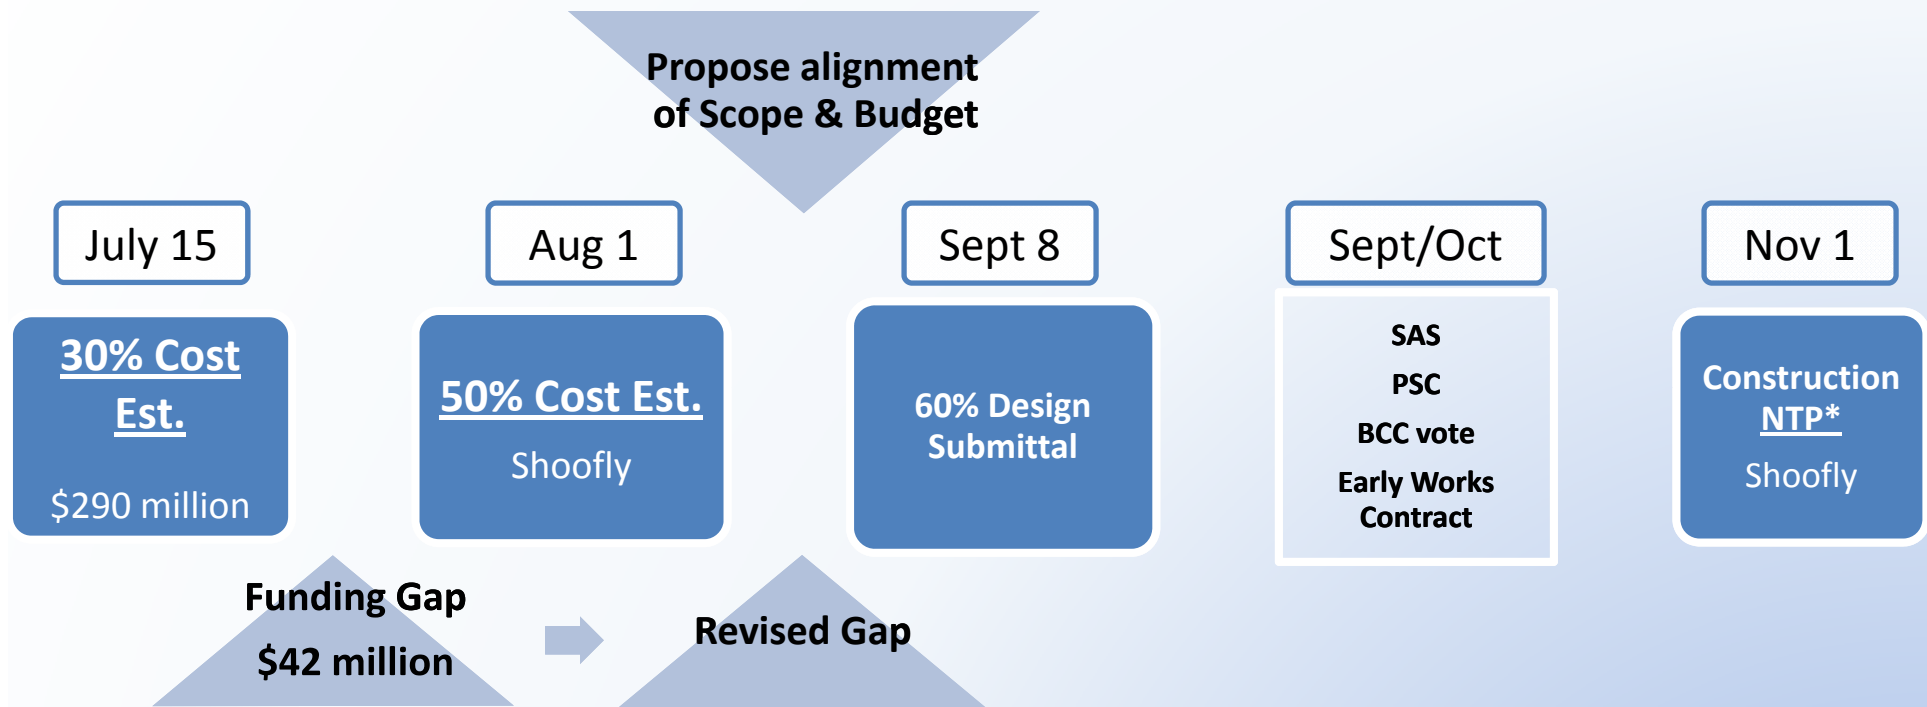 Propose alignment
of Scope & Budget
July 15
Aug 1
Sept 8
Sept/Oct
Nov 1
30% Cost
Est.
$290 million
50% Cost Est.
Shoofly
60% Design
Submittal
SAS
PSC
BCC vote
Early Works
Contract
Construction
NTP*
Shoofly
Funding Gap
$42 million
Revised Gap